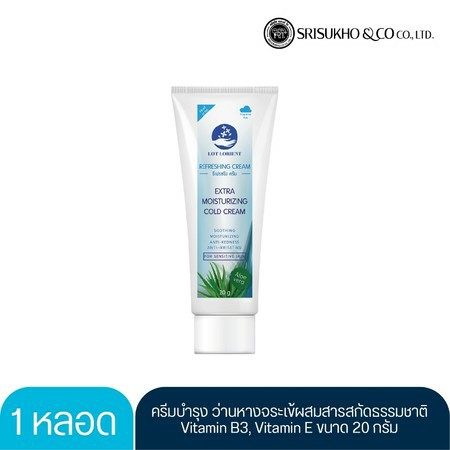 SRISUKHO & CO CO., LTD.
LOT LORIENT
REFRESHING CREAM
EXTRA
MOISTURIZING
COLD CREAM
SOOTHING
MOISTURIZING
ANTI-REDNESS
ANTI-IRRITATING
FOR SENSITIVE SKIN
Aloe
vera
20 g
1 หลอด
ครีมบำรุง ว่านหางจระเข้ผสมสารสกัดธรรมชาติ
Vitamin B3, Vitamin E ขนาด 20 กรัม